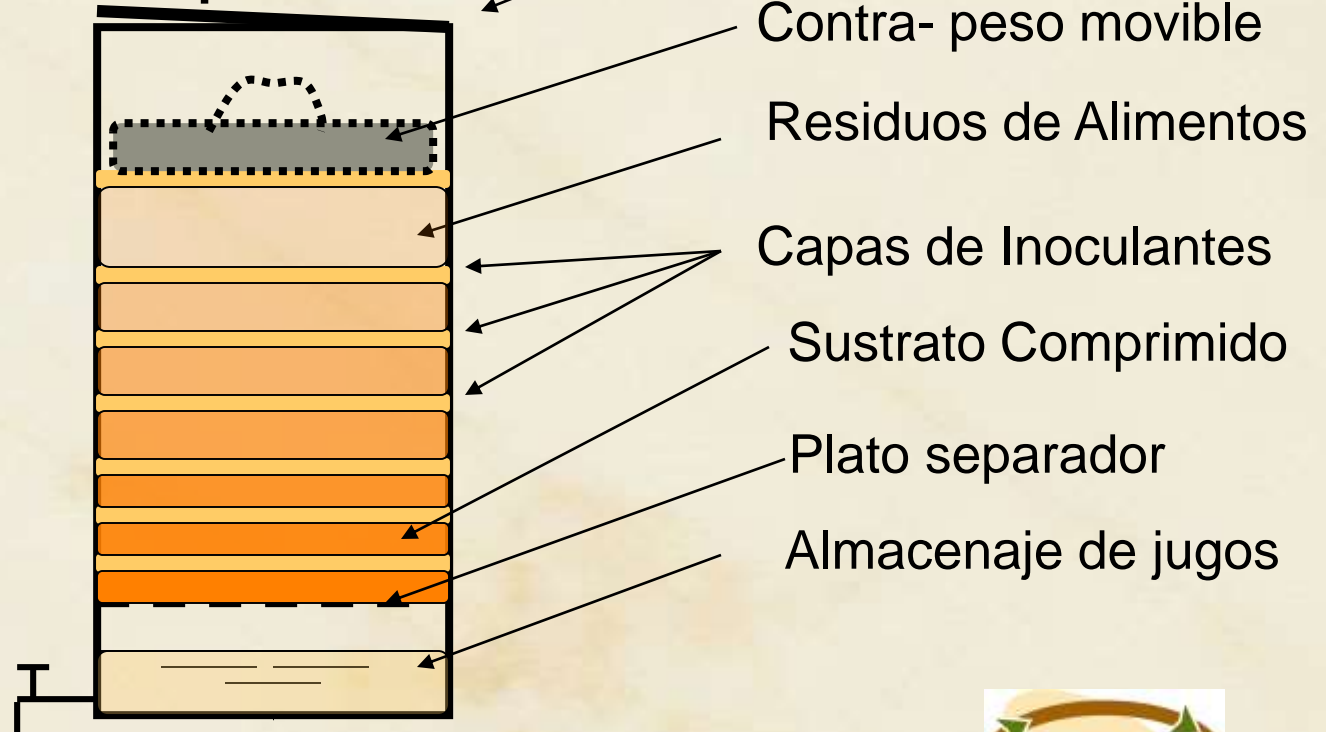 Contra- peso movible
Residuos de Alimentos
Capas de Inoculantes
Sustrato Comprimido
Plato separador
Almacenaje de jugos